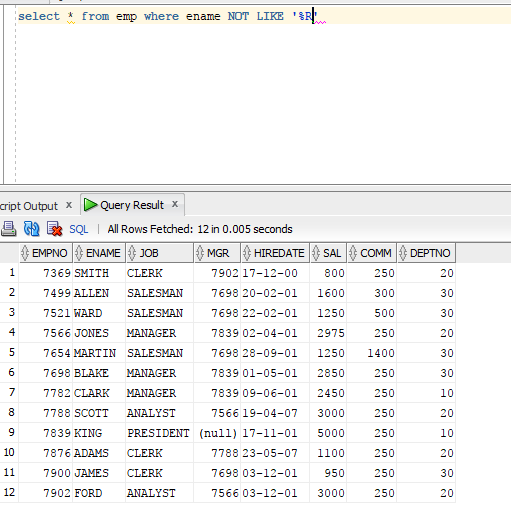 select * from emp where ename NOT LIKE '%R'
cript Output x Query Result x
SQL | All Rows Fetched: 12 in 0.005 seconds
EMPNO ENAME JOB MGR HIREDATE SAL COMM DEPTNO
1 7369 SMITH CLERK 7902 17-12-00 800 250 20
2 7499 ALLEN SALESMAN 7698 20-02-01 1600 300 30
3 7521 WARD SALESMAN 7698 22-02-01 1250 500 30
4 7566 JONES MANAGER 7839 02-04-01 2975 250 20
5 7654 MARTIN SALESMAN 7698 28-09-01 1250 1400 30
6 7698 BLAKE MANAGER 7839 01-05-01 2850 250 30
7 7782 CLARK MANAGER 7839 09-06-01 2450 250 10
8 7788 SCOTT ANALYST 7566 19-04-07 3000 250 20
9 7839 KING PRESIDENT (null) 17-11-01 5000 250 10
10 7876 ADAMS CLERK 7788 23-05-07 1100 250 20
11 7900 JAMES CLERK 7698 03-12-01 950 250 30
12 7902 FORD ANALYST 7566 03-12-01 3000 250 20